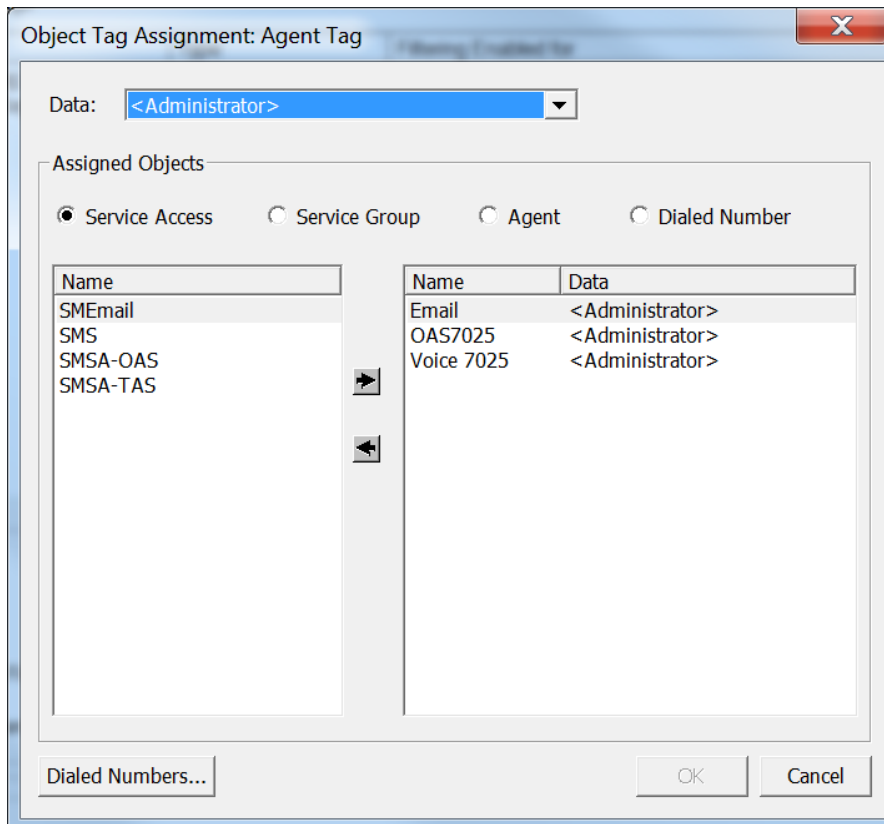 Object Tag Assignment: Agent Tag
Data: <Administrator>
Assigned Objects
Service Access Service Group Agent Dialed Number
Name Name Data
SMEmail Email <Administrator>
SMS OAS7025 <Administrator>
SMSA-OAS Voice 7025 <Administrator>
SMSA-TAS
Dialed Numbers... OK Cancel